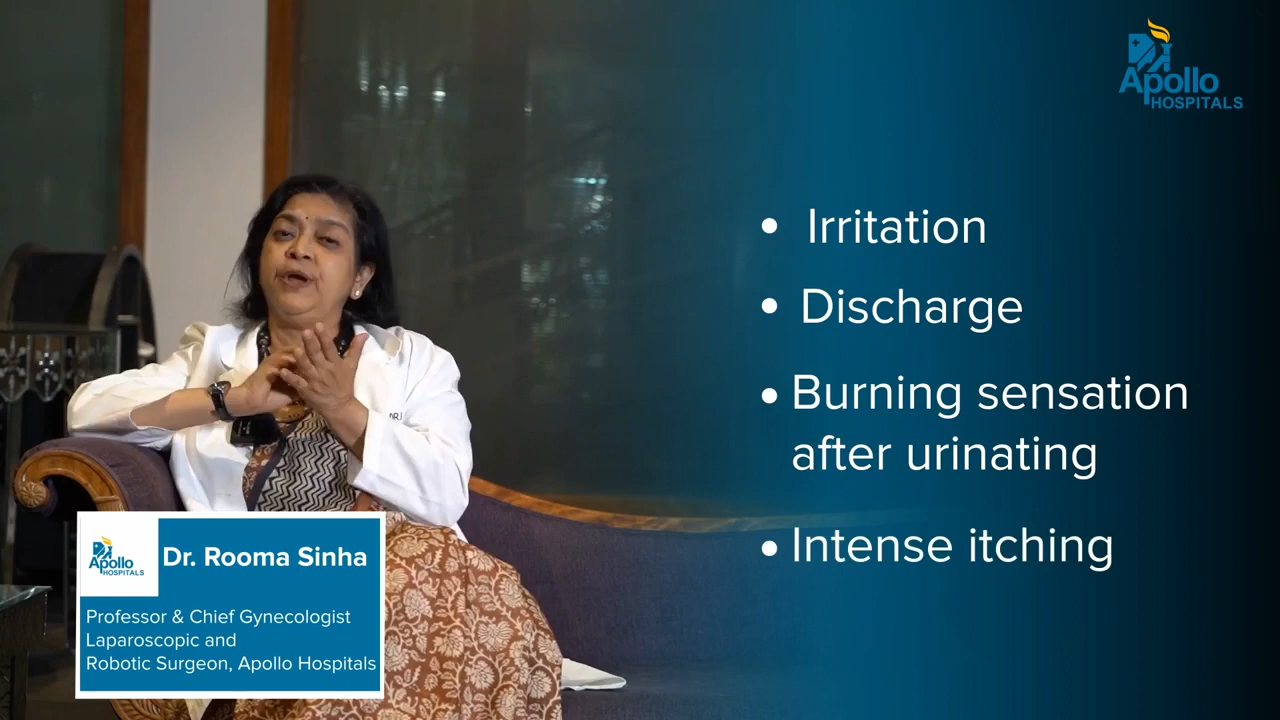 Apollo
HOSPITALS
• Irritation
• Discharge
• Burning sensation
after urinating
• Intense itching
Apollo
HOSPITALS
Dr. Rooma Sinha
Professor & Chief Gynecologist
Laparoscopic and
Robotic Surgeon, Apollo Hospitals